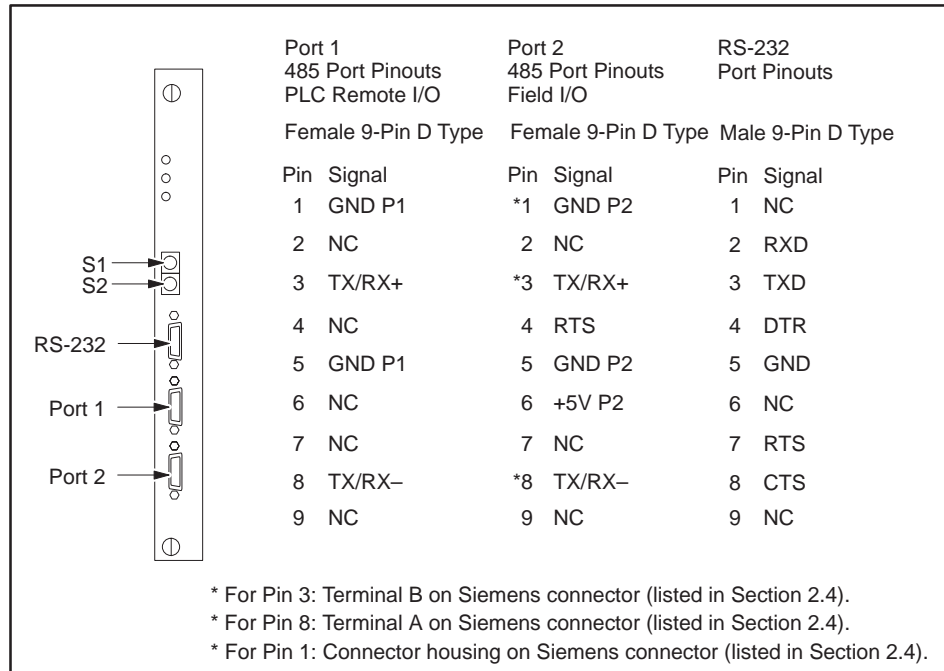 Port 1
485 Port Pinouts
PLC Remote I/O
Female 9-Pin D Type
Pin Signal
1 GND P1
2 NC
3 TX/RX+
4 NC
5 GND P1
6 NC
7 NC
8 TX/RX–
9 NC
Port 2
485 Port Pinouts
Field I/O
Female 9-Pin D Type
Pin Signal
*1 GND P2
2 NC
*3 TX/RX+
4 RTS
5 GND P2
6 +5V P2
7 NC
*8 TX/RX–
9 NC
RS-232
Port Pinouts
Male 9-Pin D Type
Pin Signal
1 NC
2 RXD
3 TXD
4 DTR
5 GND
6 NC
7 RTS
8 CTS
9 NC
S1
S2
RS-232
Port 1
Port 2
* For Pin 3: Terminal B on Siemens connector (listed in Section 2.4).
* For Pin 8: Terminal A on Siemens connector (listed in Section 2.4).
* For Pin 1: Connector housing on Siemens connector (listed in Section 2.4).